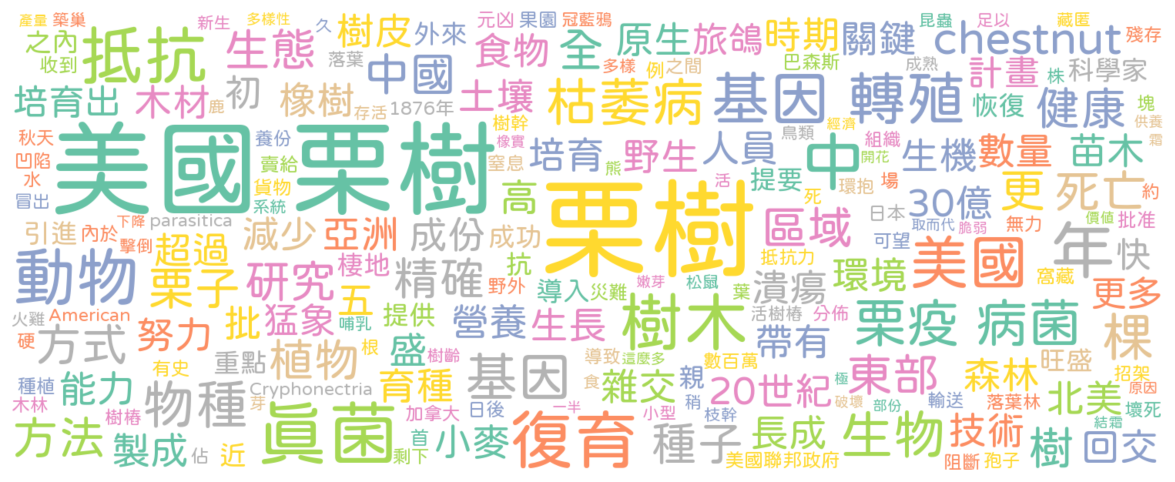 產量 築巢 新生 多樣性 久 樹皮 外來 元凶 果園 冠藍鴉 昆蟲 足以 藏匿
之內 抵抗 生態 食物 全 原生 旅鴿 時期 關鍵 chestnut 殘存
收到 落葉 中國 多樣 例 之間 巴森斯 成熟 計畫 株 科學家
培育出 木材 鹿 初 橡樹 存活 1876年 土壤 枯萎病 基因 轉殖 恢復 健康 塊 供養
秋天 美國栗樹 養份 樹幹 橡實 鳥類 經濟 組織 霜
凹陷 賣給 窒息 培育 熊 野生 人員 中 開花 生機 數量 苗木
水 貨物 栗樹 活 提要 環抱 場 更 死亡 約
冒出 下降 parasitica 系統 高 死 日本 30億 無力 價值 批准
引進 內於 擊倒 減少 亞洲 成份 成功 區域 取而代 脆弱 可望 年 快
動物 超過 抗 抵抗力 美國
栗子 研究 棲地 精確 野外 導入 災難 嫩芽 松鼠 葉 潰瘍 環境 窩藏 更多
火雞 American 五 活樹樁 分佈 栗疫 病菌
硬 方式 努力 批 猛象 哺乳 提供 營養 生長 樹木 帶有 棵
有史 重點 植物 根 盛 樹齡 基因 導致 這麼多 數百萬 東部 森林 旺盛 招架
種植 能力 物種 Cryphonectria 育種 食 雜交 親 20世紀 極 北美 原因
木林 樹樁 芽 加拿大 日後 一半 小型 稍 枝幹 破壞 部份 輸送 落葉林 壞死
方法 製成 佔 近 真菌 首 剩下 小麥 復育 種子 長成 生物 技術 樹 結霜 回交
美國聯邦政府 阻斷 孢子